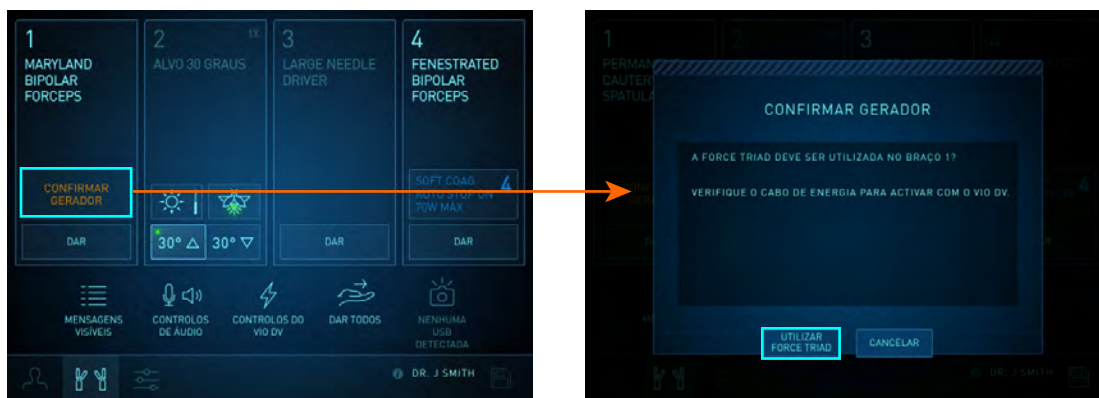 1
MARYLAND
BIPOLAR
FORCEPS
CONFIRMAR
GERADOR
DAR
2
1X
ALVO 30 GRAUS
30°
30°
3
LARGE NEEDLE
DRIVER
DAR
4
FENESTRATED
BIPOLAR
FORCEPS
SOFT COAG
4
AUTO STOP ON
70W MAX
DAR
MENSAGENS
VISÍVEIS
CONTROLOS
DE ÁUDIO
CONTROLOS DO
VIO DV
DAR TODOS
NENHUMA
USB
DETECTADA
DR. J SMITH
1
3
4
CONFIRMAR GERADOR
A FORCE TRIAD DEVE SER UTILIZADA NO BRAÇO 1?
VERIFIQUE O CABO DE ENERGIA PARA ACTIVAR COM O VIO DV.
4
UTILIZAR
FORCE TRIAD
CANCELAR
DR. J SMITH